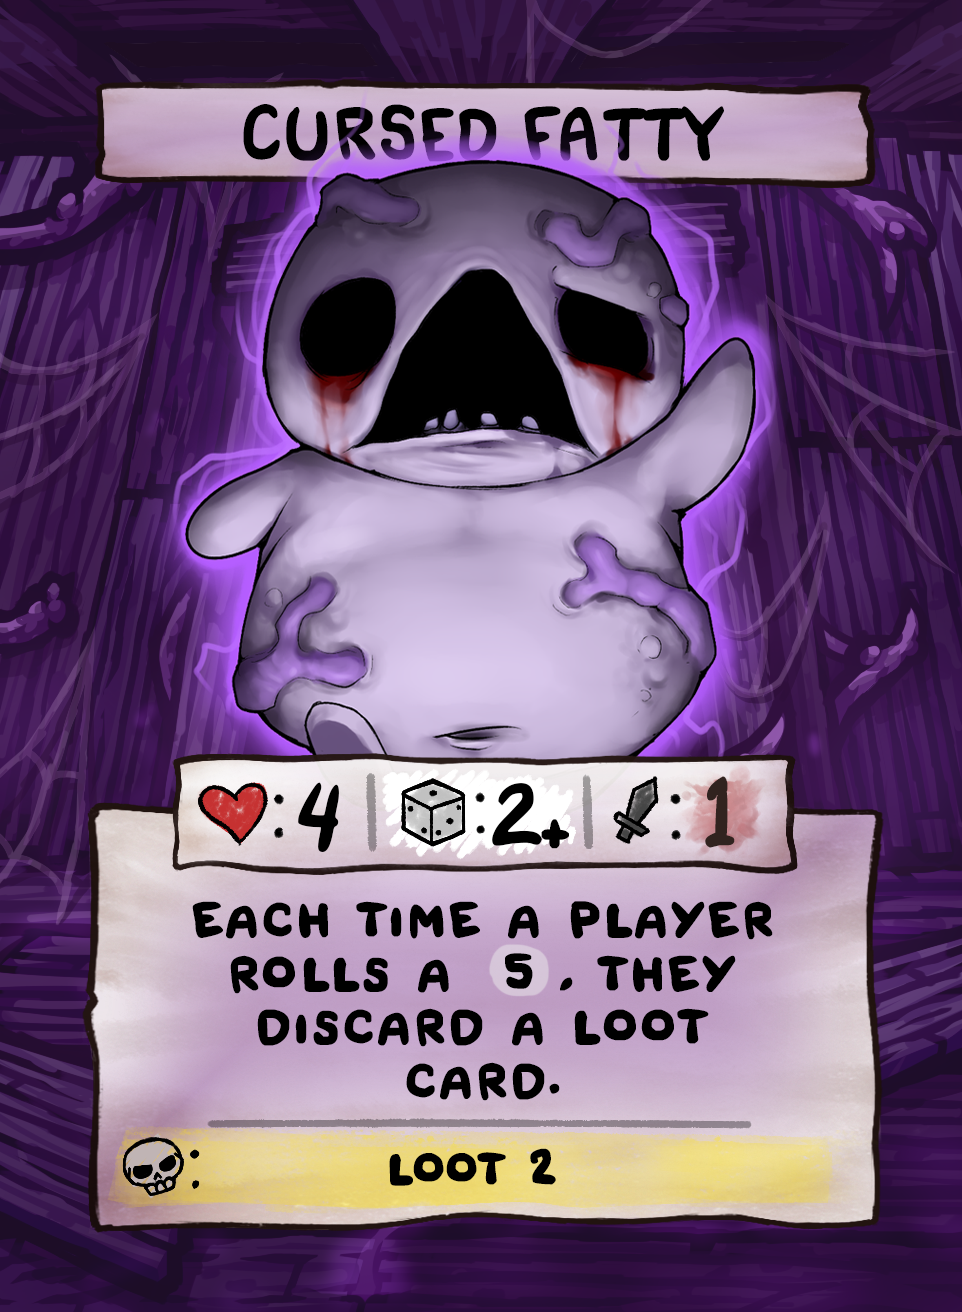 CURSED FATTY
: 4 | : 2+ | : 1
EACH TIME A PLAYER
ROLLS A 5, THEY
DISCARD A LOOT
CARD.
: LOOT 2